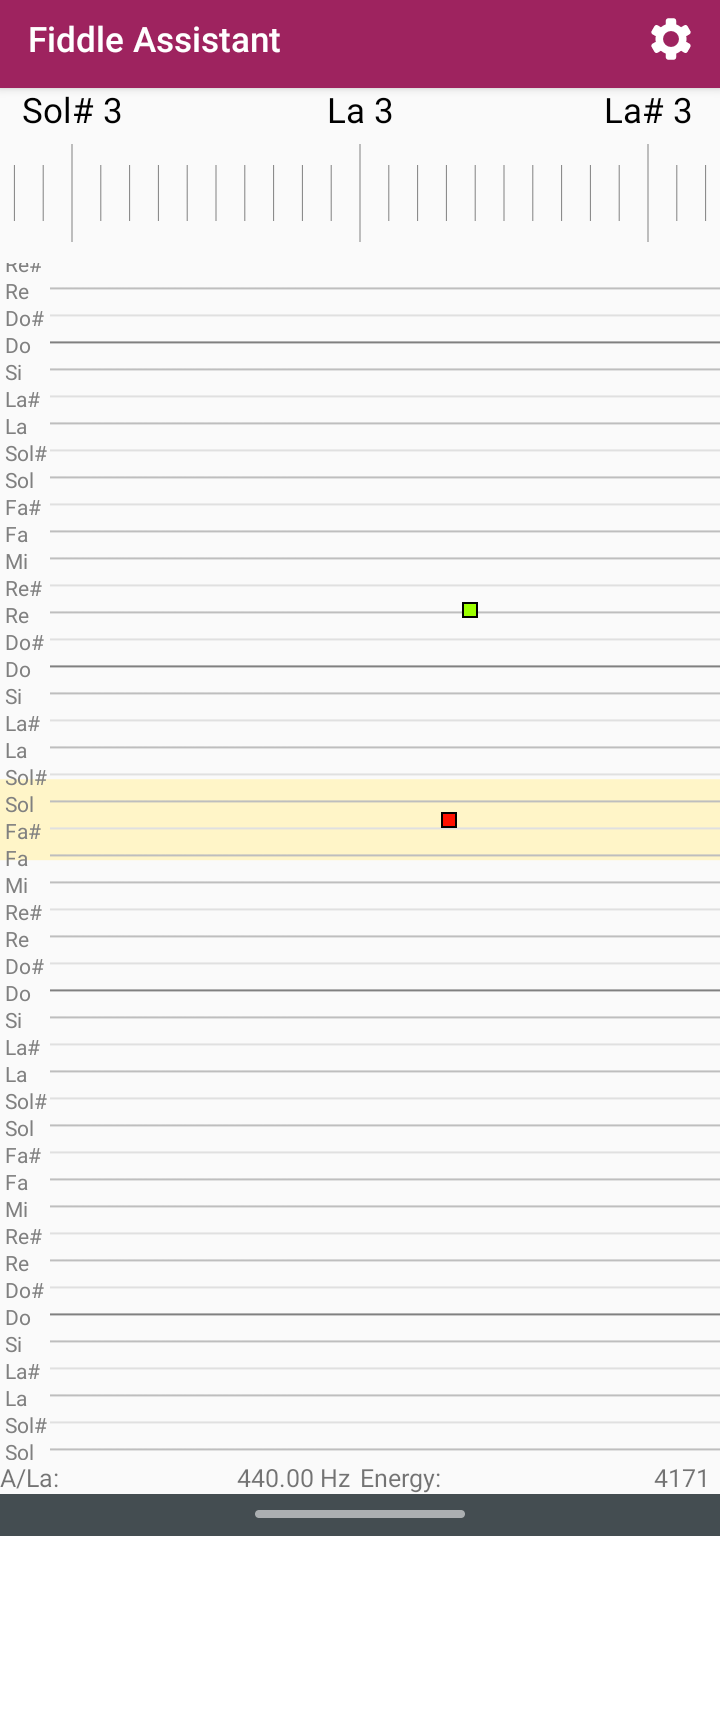 Fiddle Assistant
Sol# 3 La 3 La# 3
Re#
Re
Do#
Do
Si
La#
La
Sol#
Sol
Fa#
Fa
Mi
Re#
Re
Do#
Do
Si
La#
La
Sol#
Sol
Fa#
Fa
Mi
Re#
Re
Do#
Do
Si
La#
La
Sol#
Sol
Fa#
Fa
Mi
Re#
Re
Do#
Do
Si
La#
La
Sol#
Sol
A/La: 440.00 Hz Energy: 4171